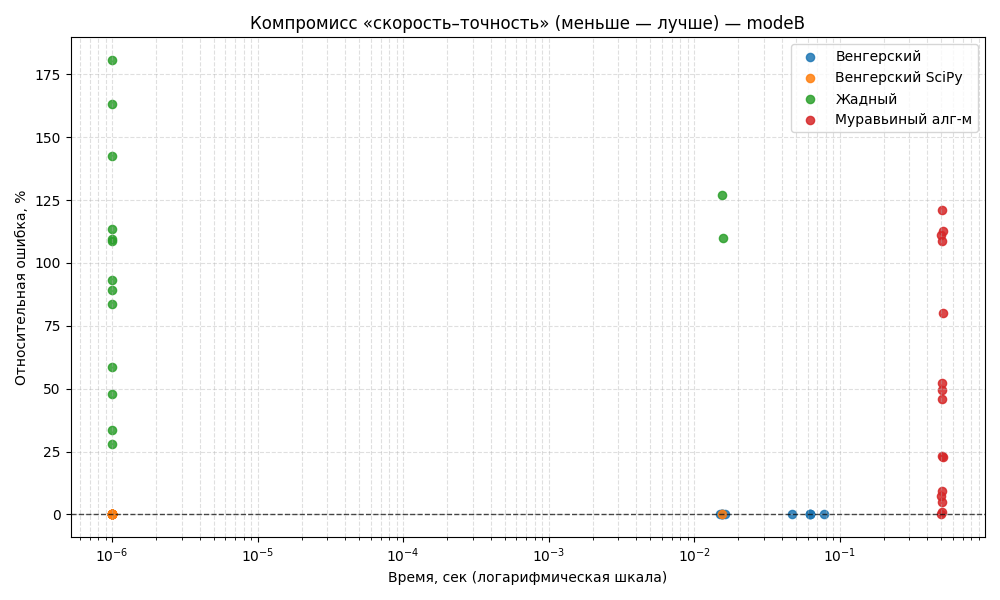 Компромисс «скорость–точность» (меньше — лучше) — modeB
Венгерский
Венгерский SciPy
Жадный
Муравьиный алг-м
Относительная ошибка, %
175
150
125
100
75
50
25
0
10⁻⁶
10⁻⁵
10⁻⁴
10⁻³
10⁻²
10⁻¹
Время, сек (логарифмическая шкала)